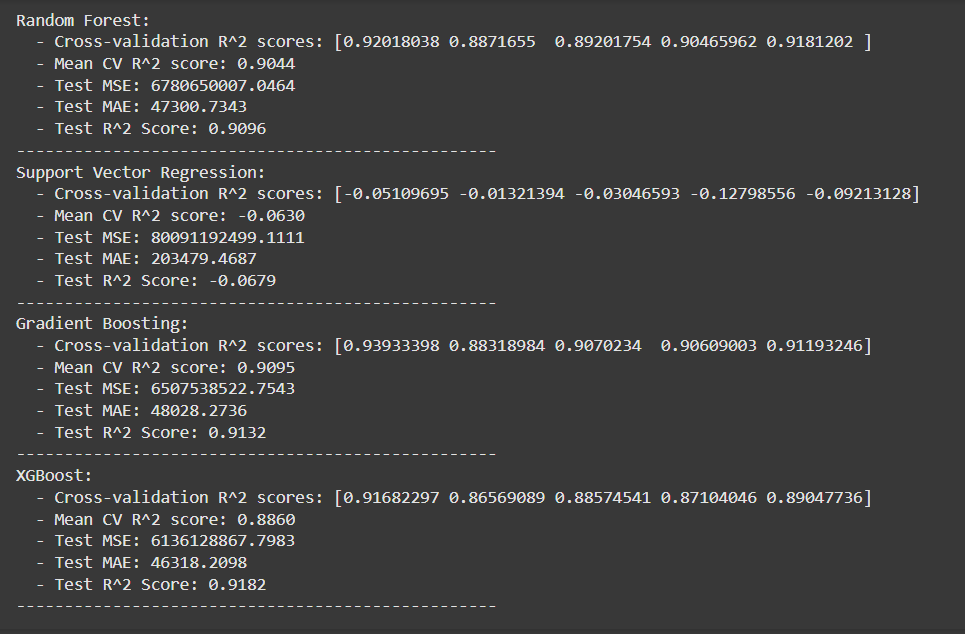 Random Forest:
  - Cross-validation R^2 scores: [0.92018038 0.8871655  0.89201754 0.90465962 0.9181202 ]
  - Mean CV R^2 score: 0.9044
  - Test MSE: 6780650007.0464
  - Test MAE: 47300.7343
  - Test R^2 Score: 0.9096
--------------------------------------------------
Support Vector Regression:
  - Cross-validation R^2 scores: [-0.05109695 -0.01321394 -0.03046593 -0.12798556 -0.09213128]
  - Mean CV R^2 score: -0.0630
  - Test MSE: 80091192499.1111
  - Test MAE: 203479.4687
  - Test R^2 Score: -0.0679
--------------------------------------------------
Gradient Boosting:
  - Cross-validation R^2 scores: [0.93933398 0.88318984 0.9070234  0.90609003 0.91193246]
  - Mean CV R^2 score: 0.9095
  - Test MSE: 6507538522.7543
  - Test MAE: 48028.2736
  - Test R^2 Score: 0.9132
--------------------------------------------------
XGBoost:
  - Cross-validation R^2 scores: [0.91682297 0.86569089 0.88574541 0.87104046 0.89047736]
  - Mean CV R^2 score: 0.8860
  - Test MSE: 6136128867.7983
  - Test MAE: 46318.2098
  - Test R^2 Score: 0.9182
--------------------------------------------------